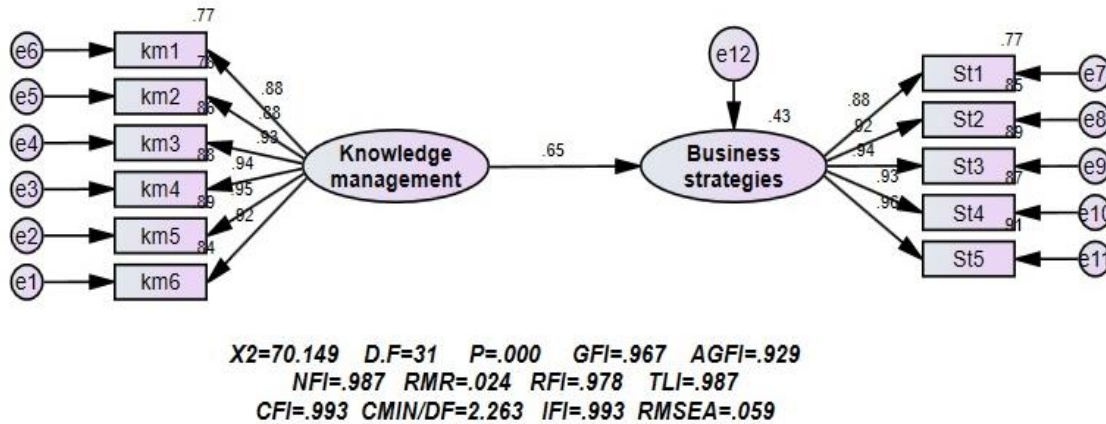 .77
.77
e6
km1
e12
St1
e7
.78
.85
e5
km2
.88
.88
.43
St2
e8
.86
.88
.92
.89
e4
km3
.93
Knowledge
management
.65
Business
strategies
.94
St3
e9
.88
.94
.93
.87
e3
km4
.95
.96
St4
e10
.89
.92
.91
e2
km5
St5
e11
.84
e1
km6
X2=70.149 D.F=31 P=.000 GFI=.967 AGFI=.929
NFI=.987 RMR=.024 RFI=.978 TLI=.987
CFI=.993 CMIN/DF=2.263 IFI=.993 RMSEA=.059